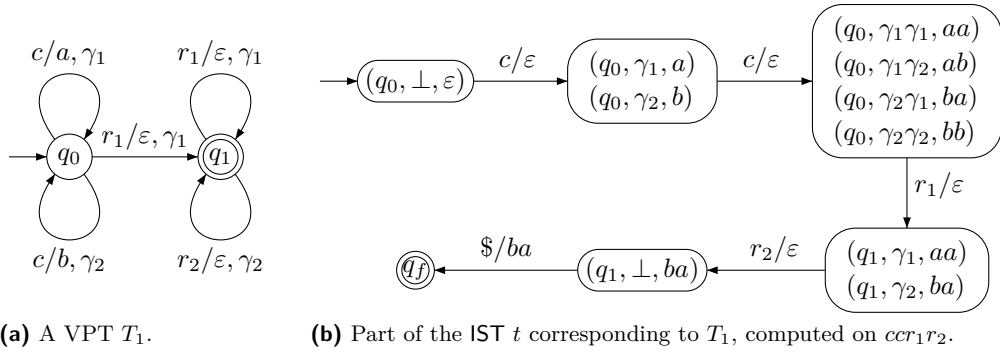 c/a, γ₁
r₁/ε, γ₁
q₀
r₁/ε, γ₁
q₁
c/b, γ₂
r₂/ε, γ₂
(a) A VPT T₁.
(q₀, ⊥, ε)
c/ε
(q₀, γ₁, a)
(q₀, γ₂, b)
c/ε
(q₀, γ₁γ₁, aa)
(q₀, γ₁γ₂, ab)
(q₀, γ₂γ₁, ba)
(q₀, γ₂γ₂, bb)
r₁/ε
(q₁, γ₁, aa)
(q₁, γ₂, ba)
r₂/ε
(q₁, ⊥, ba)
$/ba
q_f
(b) Part of the IST t corresponding to T₁, computed on ccr₁r₂.